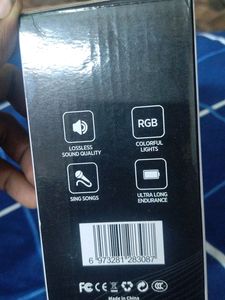 RGB
LOSSLESS
SOUND QUALITY
COLORFUL
LIGHTS
SING SONGS
ULTRA LONG
ENDURANCE
6 973281 283087
Made in China